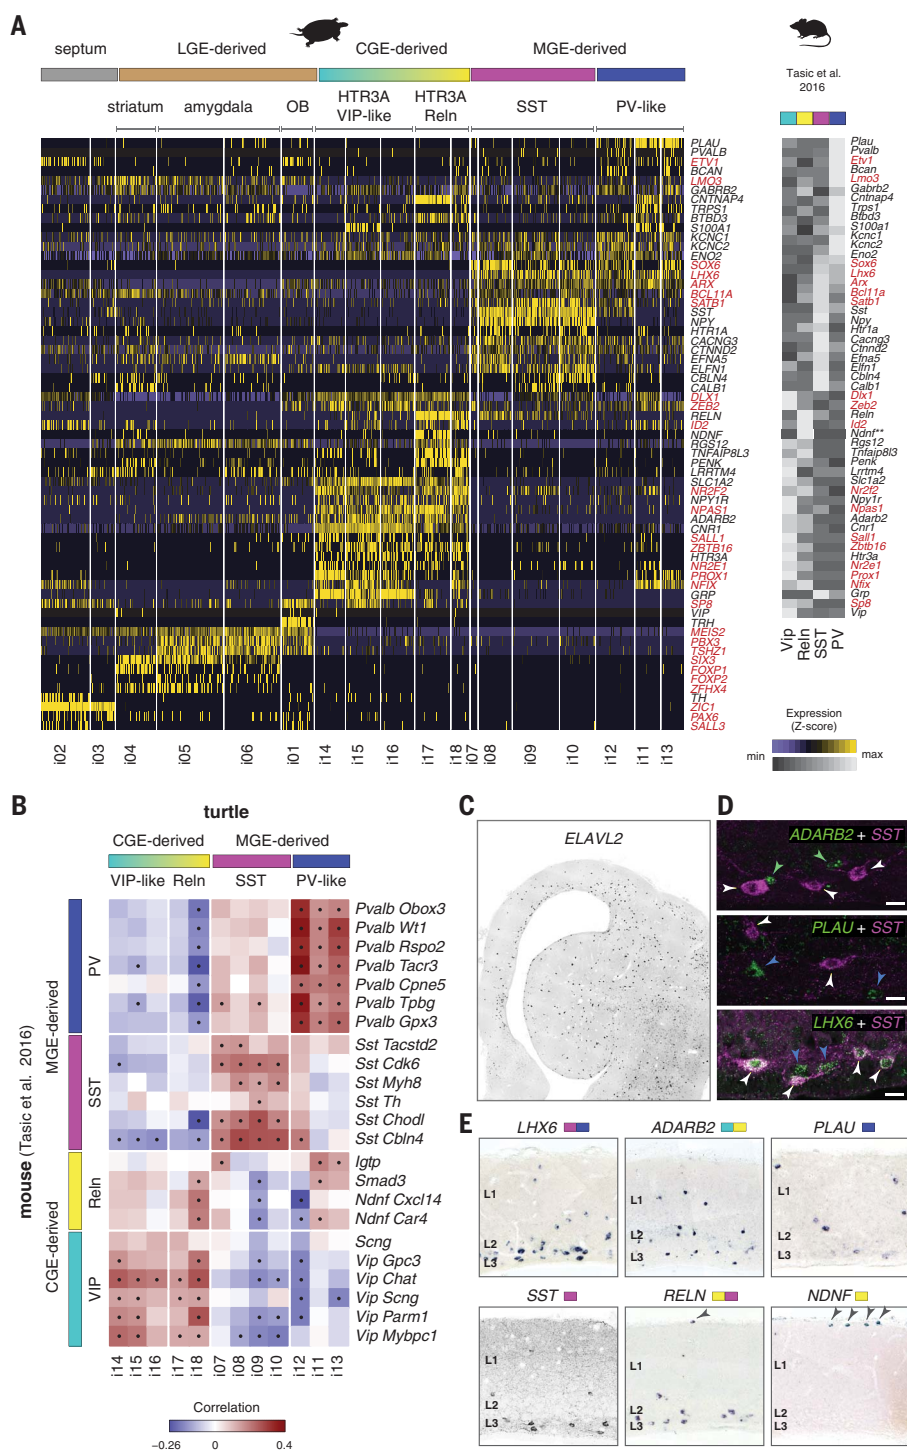 A
septum
LGE-derived
CGE-derived
MGE-derived
Tasic et al.
2016
striatum
amygdala
OB
HTR3A
VIP-like
HTR3A
Reln
SST
PV-like
PLAU
PVALB
ETV1
BCAN
LMO3
GABRB2
CNTNAP4
TRPS1
BTBD3
S100A1
KCNC1
KCNC2
ENO2
SOX6
LHX6
ARX
BCL11A
SATB1
SST
NPY
HTR1A
CACNG3
CTNND2
EFNA5
ELFN1
CBLN4
CALB1
DLX1
ZEB2
RELN
ID2
NDNF
RGS12
TNFAIP8L3
PENK
LRRTM4
SLC1A2
NR2F2
NPY1R
NPAS1
ADARB2
CNR1
SALL1
ZBTB16
HTR3A
NR2E1
PROX1
NFIX
GRP
SP8
VIP
TRH
MEIS2
PBX3
TSHZ1
SIX3
FOXP1
FOXP2
ZFHX4
TH
ZIC1
PAX6
SALL3
Plau
Pvalb
Etv1
Bcan
Lmo3
Gabrb2
Cntnap4
Trps1
Btbd3
S100a1
Kcnc1
Kcnc2
Eno2
Sox6
Lhx6
Arx
Bcl11a
Satb1
Sst
Npy
Htr1a
Cacng3
Ctnnd2
Efna5
Elfn1
Cbln4
Calb1
Dlx1
Zeb2
Reln
Id2
Ndnf**
Rgs12
Tnfaip8l3
Penk
Lrrtm4
Slc1a2
Nr2f2
Npy1r
Npas1
Adarb2
Cnr1
Sall1
Zbtb16
Htr3a
Nr2e1
Prox1
Nfix
Grp
Sp8
Vip
Vip
Reln
SST
PV
Expression
(Z-score)
min
max
i02
i03
i04
i05
i06
i01
i14
i15
i16
i17
i18
i07
i08
i09
i10
i12
i11
i13
B
turtle
CGE-derived
MGE-derived
VIP-like
Reln
SST
PV-like
mouse (Tasic et al. 2016)
MGE-derived
CGE-derived
PV
SST
Reln
VIP
Pvalb Obox3
Pvalb Wt1
Pvalb Rspo2
Pvalb Tacr3
Pvalb Cpne5
Pvalb Tpbg
Pvalb Gpx3
Sst Tacstd2
Sst Cdk6
Sst Myh8
Sst Th
Sst Chodl
Sst Cbln4
Igtp
Smad3
Ndnf Cxcl14
Ndnf Car4
Scng
Vip Gpc3
Vip Chat
Vip Scng
Vip Parm1
Vip Mybpc1
i14
i15
i16
i17
i18
i07
i08
i09
i10
i12
i11
i13
Correlation
−0.26
0
0.4
C
ELAVL2
D
ADARB2 + SST
PLAU + SST
LHX6 + SST
E
LHX6
ADARB2
PLAU
L1
L2
L3
L1
L2
L3
L1
L2
L3
SST
RELN
NDNF
L1
L2
L3
L1
L2
L3
L1
L2
L3